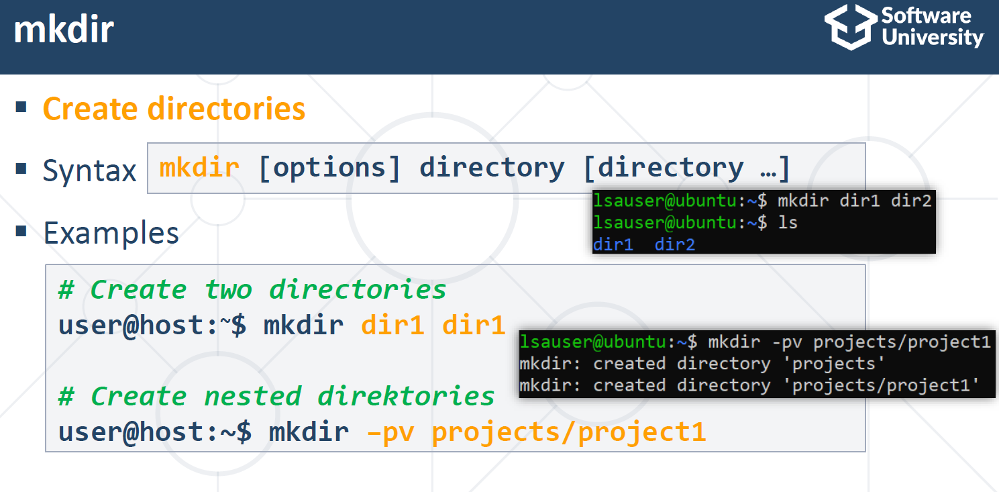 mkdir
Software
University
▪ Create directories
▪ Syntax mkdir [options] directory [directory …]
lsauser@ubuntu:~$ mkdir dir1 dir2
lsauser@ubuntu:~$ ls
dir1  dir2
▪ Examples
# Create two directories
user@host:~$ mkdir dir1 dir1
# Create nested direktories
user@host:~$ mkdir –pv projects/project1
lsauser@ubuntu:~$ mkdir -pv projects/project1
mkdir: created directory 'projects'
mkdir: created directory 'projects/project1'